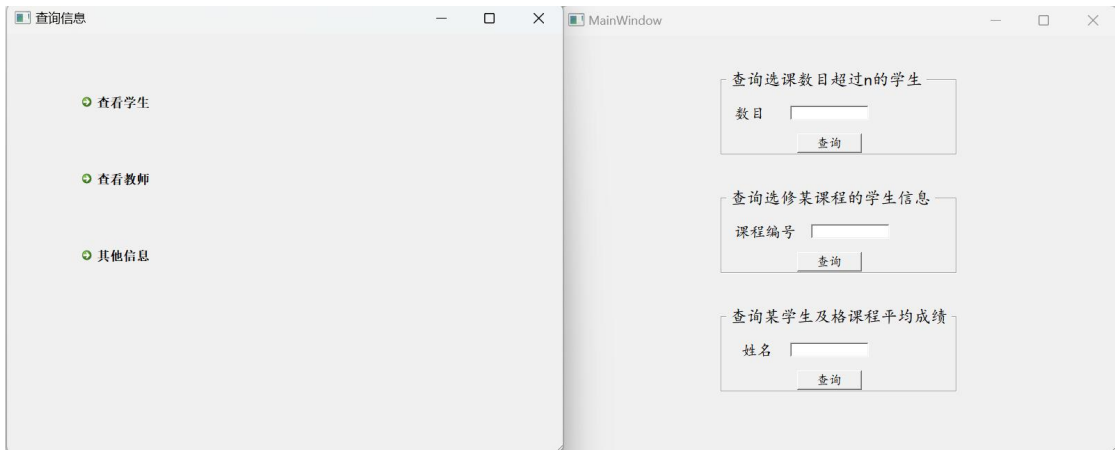 查询信息
查看学生
查看教师
其他信息
MainWindow
查询选课数目超过n的学生
数目
查询
查询选修某课程的学生信息
课程编号
查询
查询某学生及格课程平均成绩
姓名
查询